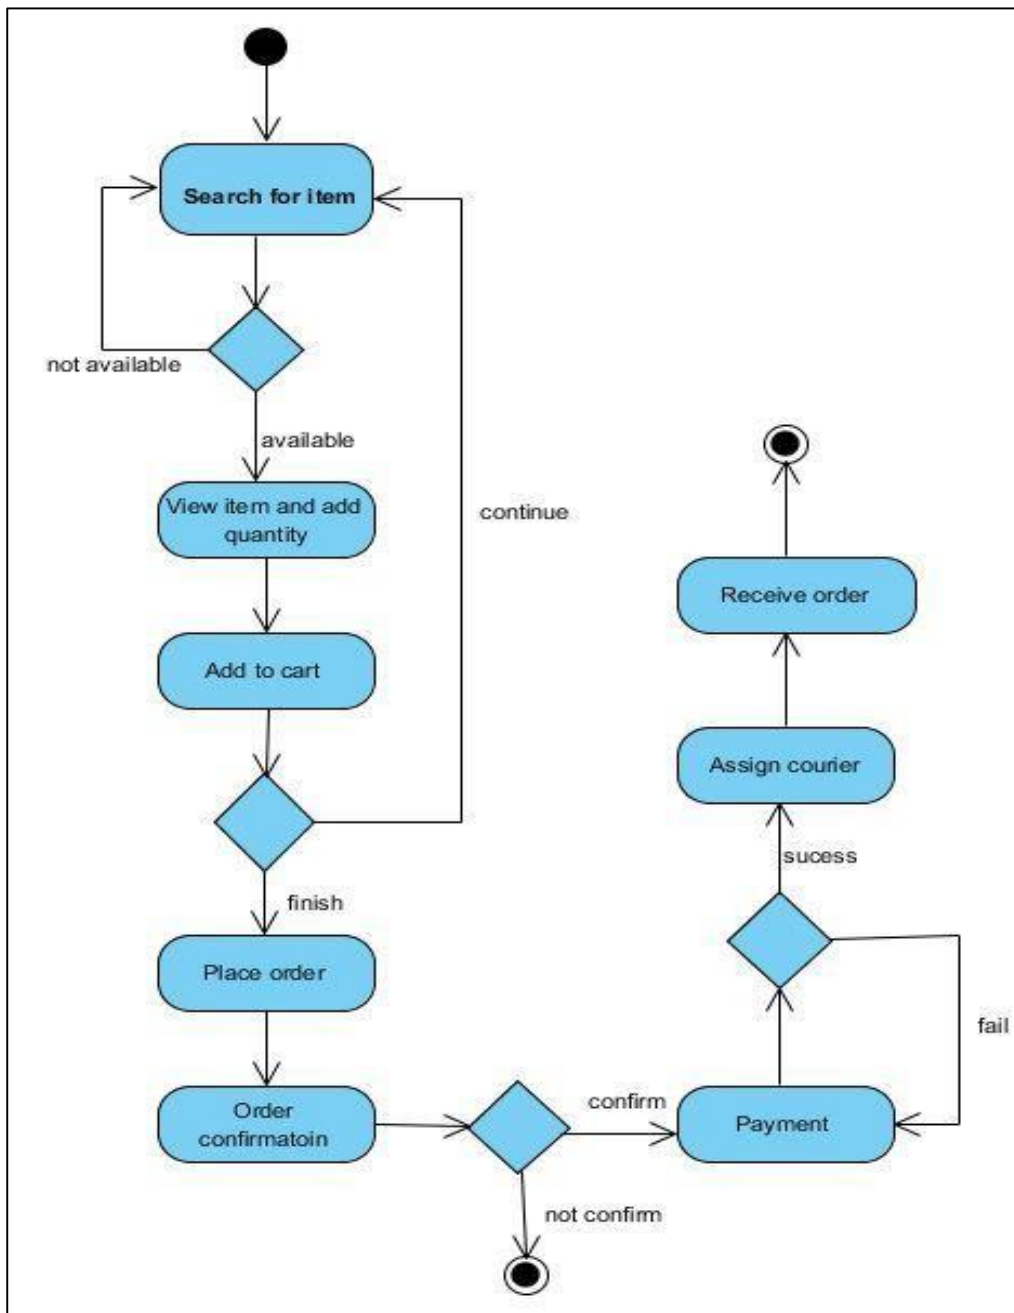 Search for item
not available
available
View item and add
quantity
continue
Add to cart
finish
Place order
Order
confirmatoin
confirm
not confirm
Payment
fail
sucess
Assign courier
Receive order